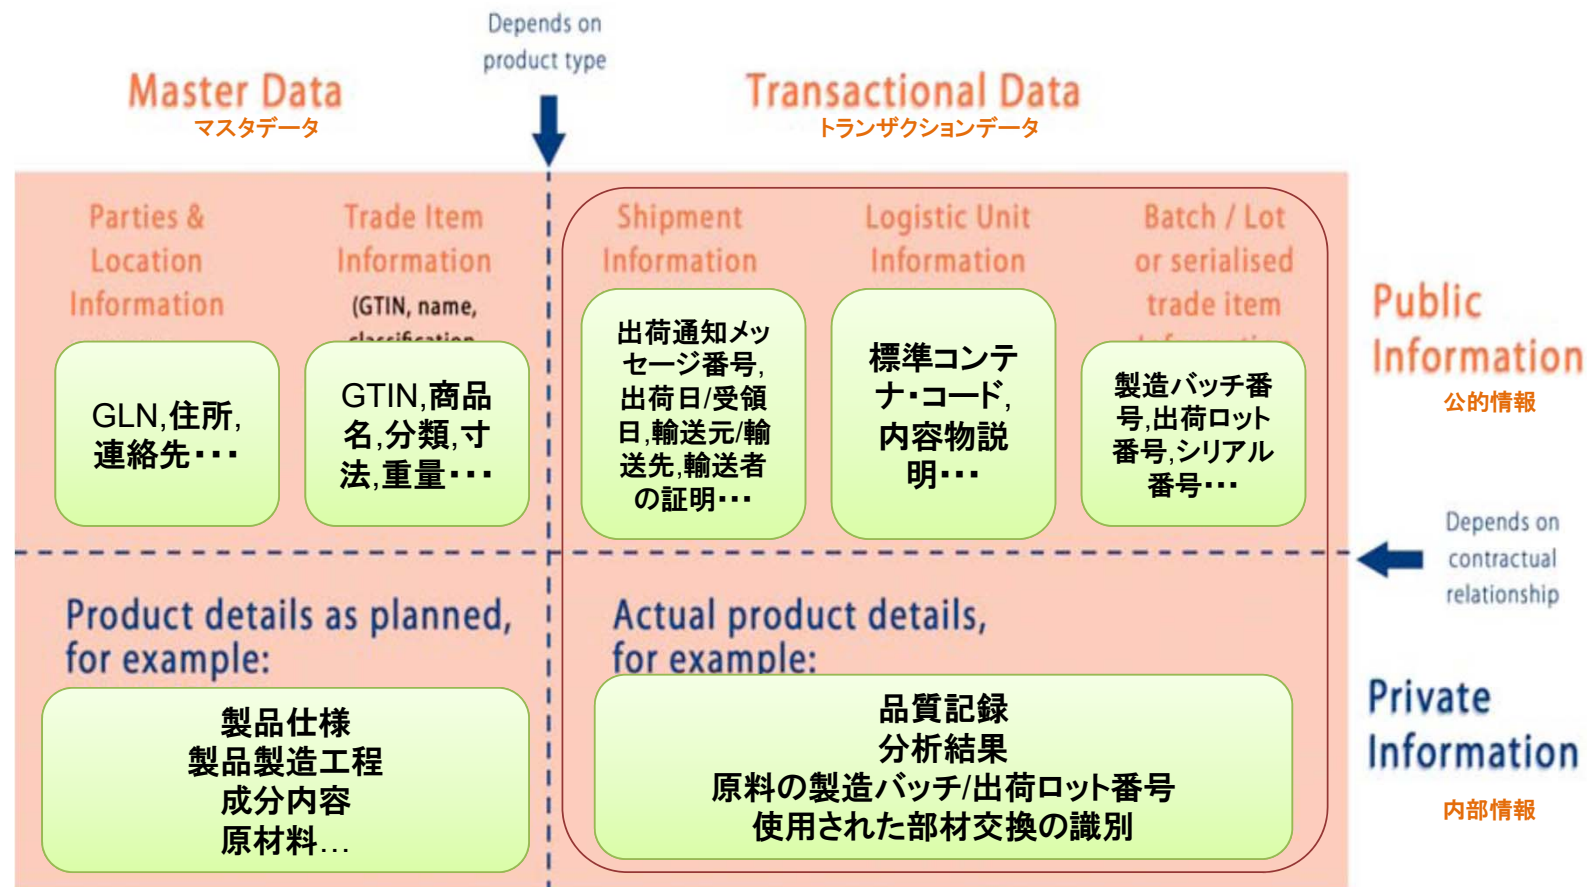 Depends on
product type
Master Data
マスタデータ
Transactional Data
トランザクションデータ
Parties &
Location
Information
Trade Item
Information
(GTIN, name,
classification
Shipment
Information
Logistic Unit
Information
Batch / Lot
or serialised
trade item
GLN,住所,
連絡先・・・
GTIN,商品
名,分類,寸
法,重量・・・
出荷通知メッ
セージ番号,
出荷日/受領
日,輸送元/輸
送先,輸送者
の証明・・・
標準コンテ
ナ・コード,
内容物説
明・・・
製造バッチ番
号,出荷ロット
番号,シリアル
番号・・・
Public
Information
公的情報
Depends on
contractual
relationship
Product details as planned,
for example:
製品仕様
製品製造工程
成分内容
原材料…
Actual product details,
for example:
品質記録
分析結果
原料の製造バッチ/出荷ロット番号
使用された部材交換の識別
Private
Information
内部情報